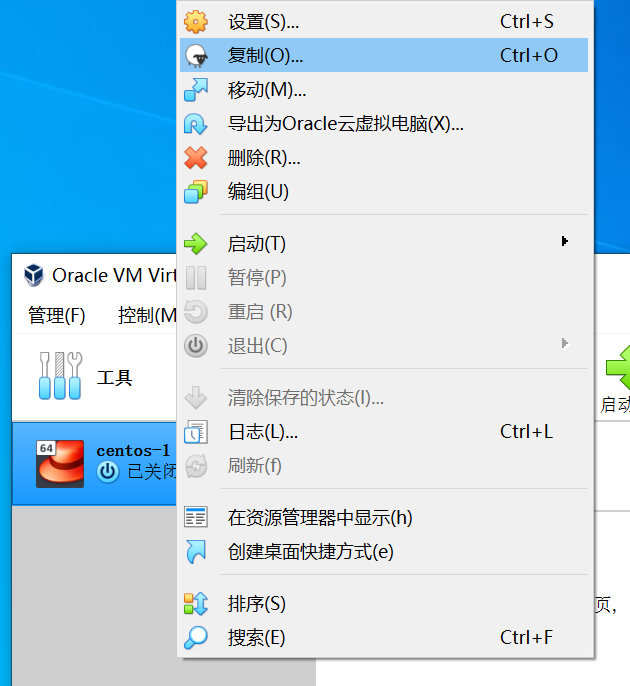 设置(S)... Ctrl+S
复制(O)... Ctrl+O
移动(M)...
导出为Oracle云虚拟电脑(X)...
删除(R)...
编组(U)
启动(T)
暂停(P)
重启 (R)
退出(C)
清除保存的状态(I)...
日志(L)... Ctrl+L
刷新(f)
在资源管理器中显示(h)
创建桌面快捷方式(e)
排序(S)
搜索(E) Ctrl+F
Oracle VM Virt
管理(F) 控制(M
工具
启动
64
centos-1
已关闭
页,